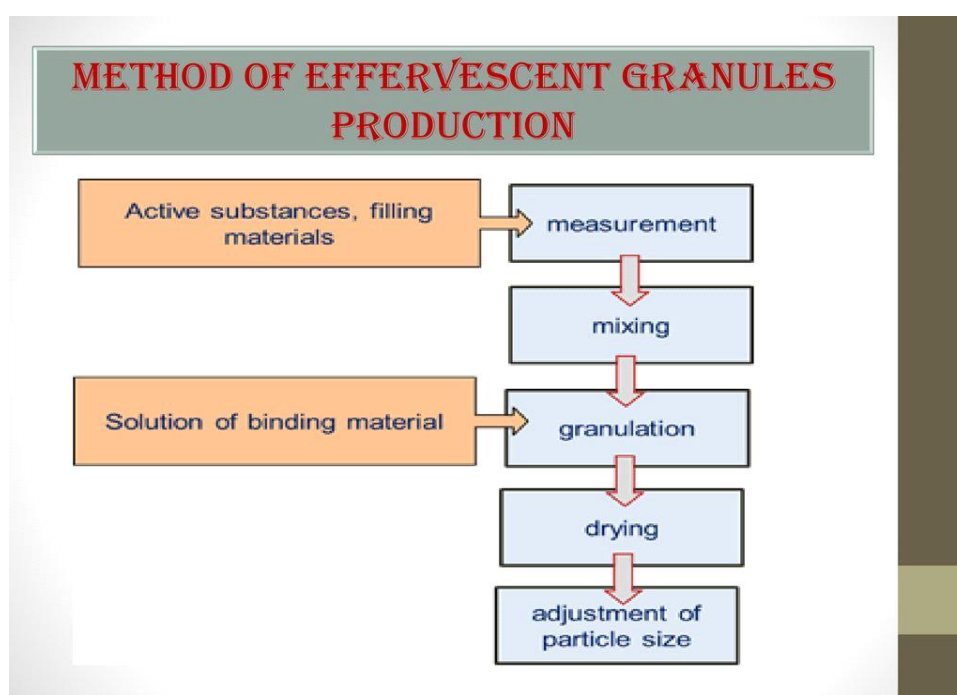 METHOD OF EFFERVESCENT GRANULES
PRODUCTION
Active substances, filling
materials
measurement
mixing
Solution of binding material
granulation
drying
adjustment of
particle size